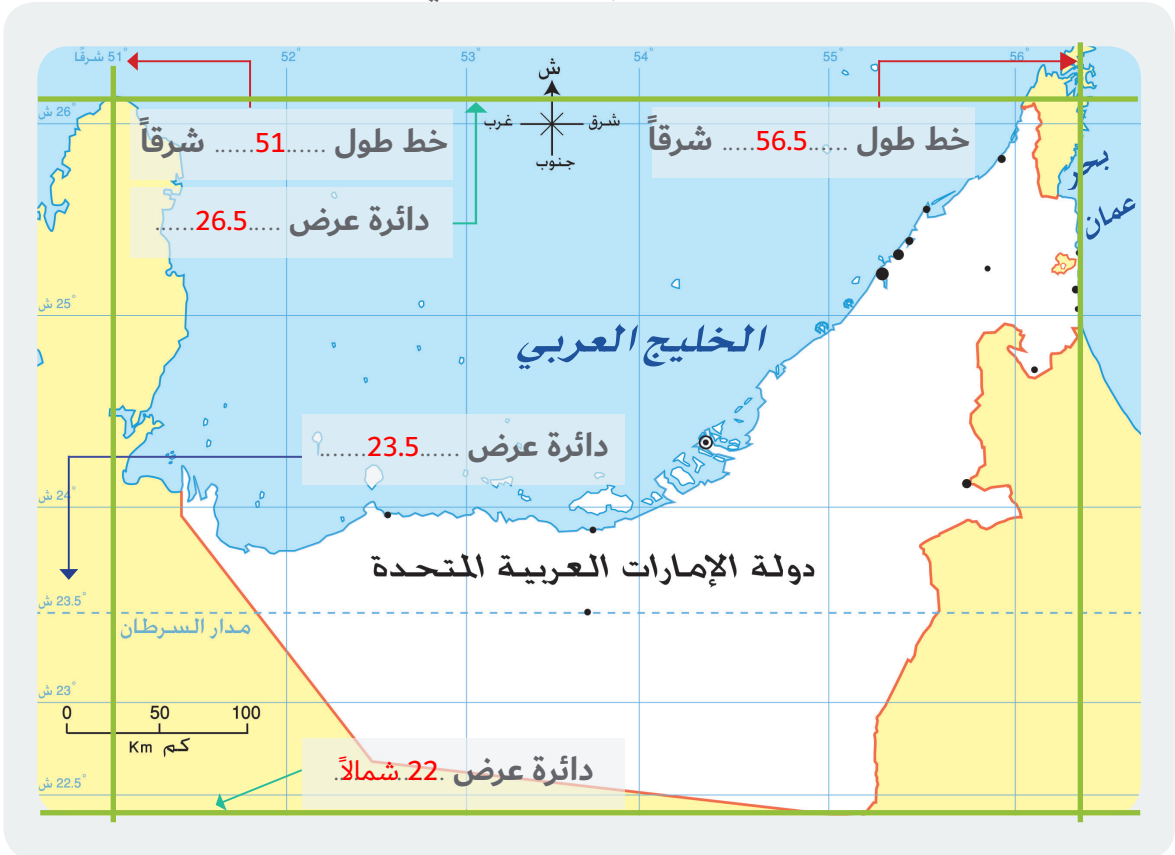 51° شرقًا
52°
53°
54°
55°
56°
ش
غرب
شرق
جنوب
26° ش
خط طول ......51...... شرقاً
خط طول ......56.5...... شرقاً
بحر
عمان
دائرة عرض ......26.5......
25° ش
الخليج العربي
دائرة عرض ......23.5.......
24° ش
دولة الإمارات العربية المتحدة
23.5° ش
مدار السرطان
23° ش
0 50 100
كم Km
دائرة عرض .22..شمالاً.
22.5° ش